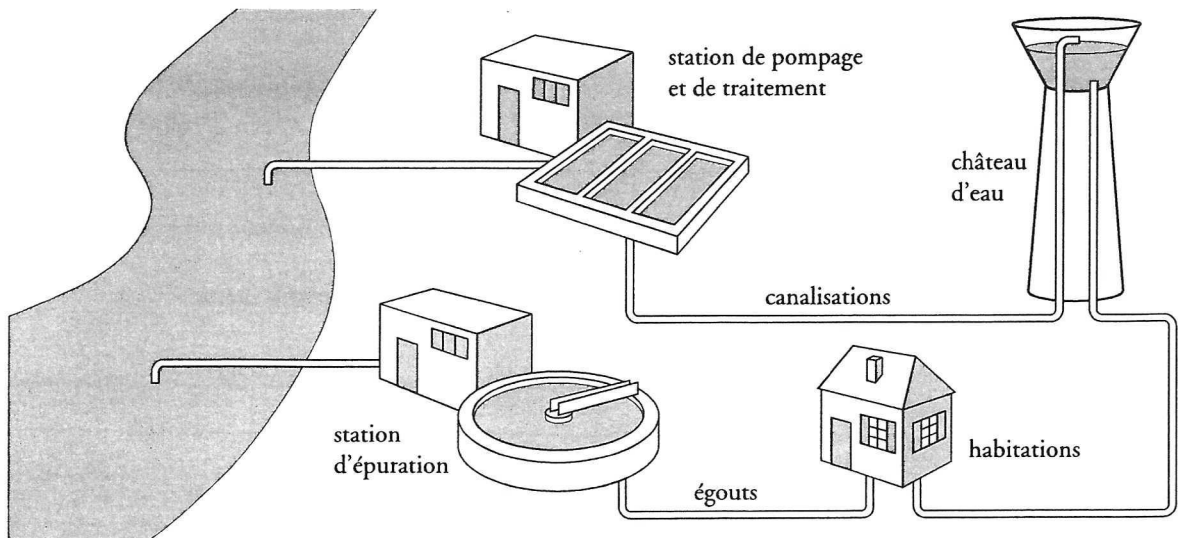 station de pompage
et de traitement
château
d'eau
canalisations
station
d'épuration
habitations
égouts